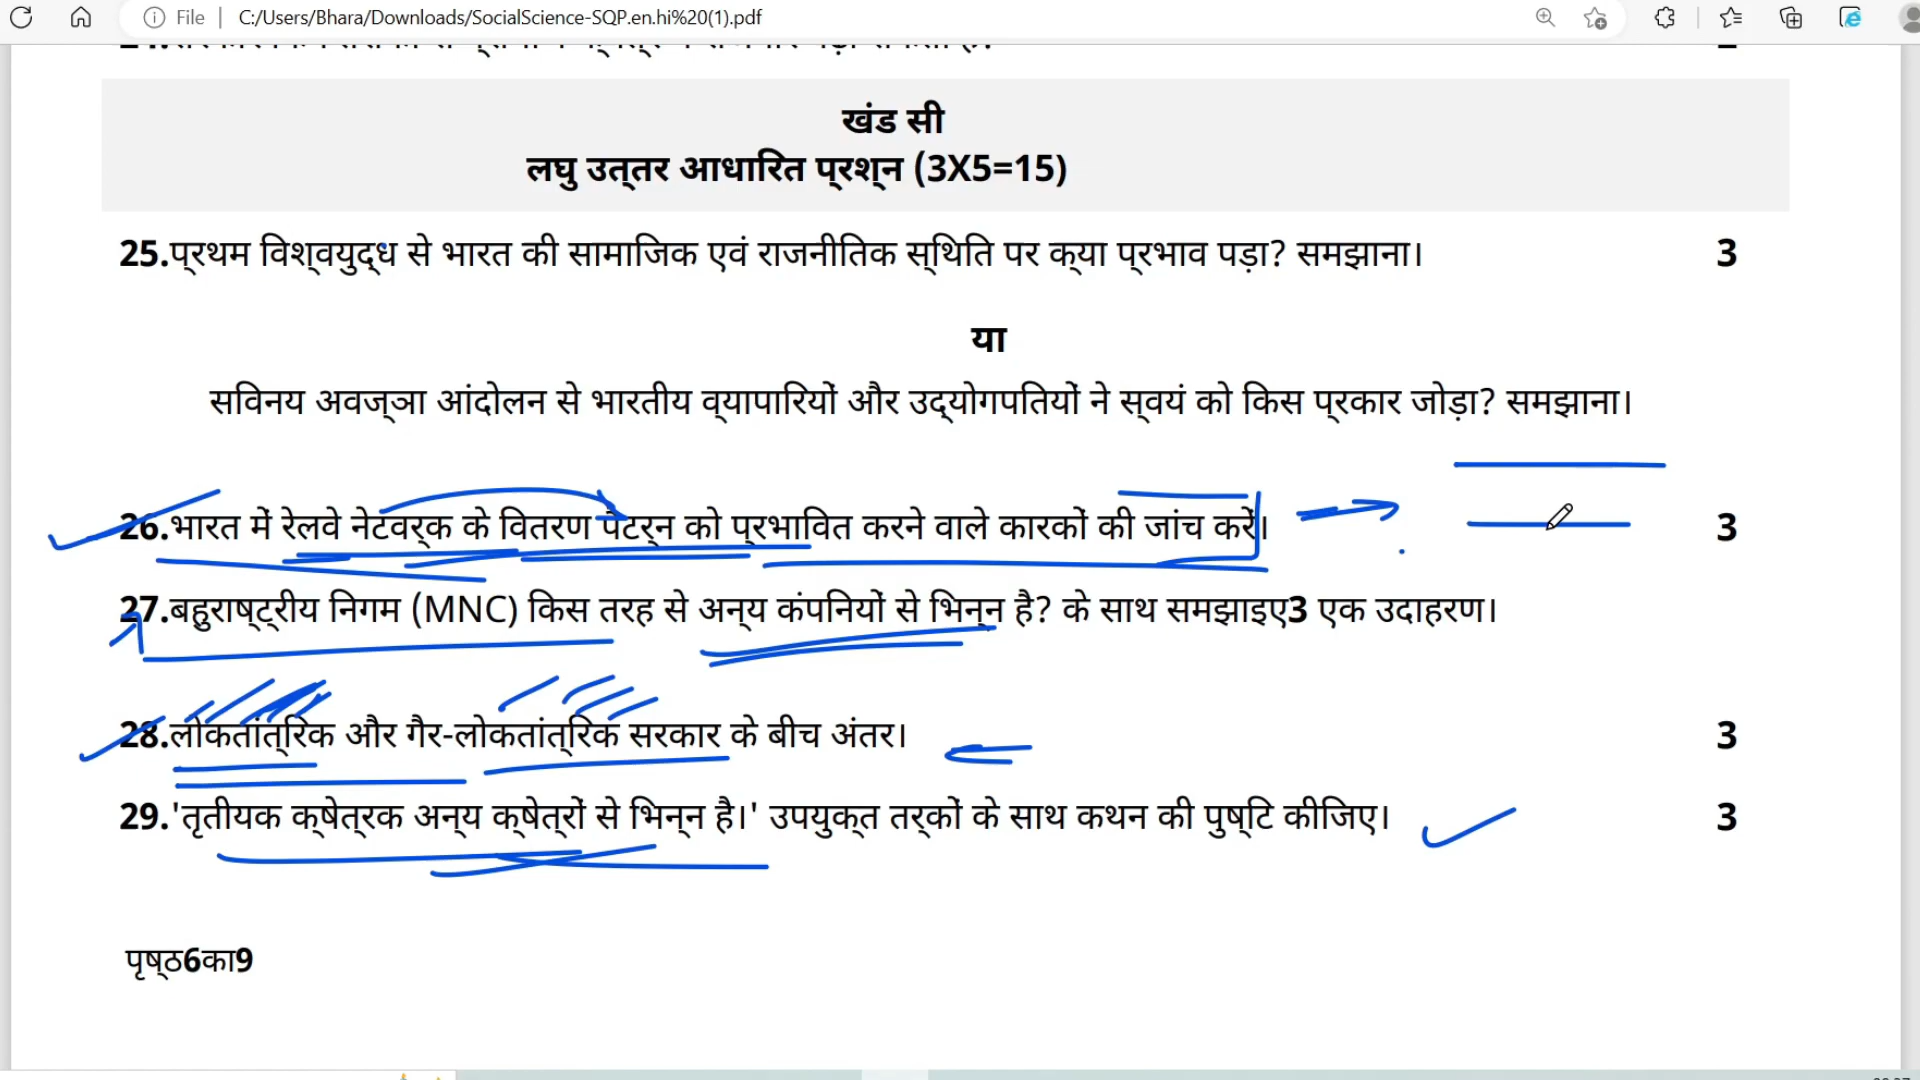 File C:/Users/Bhara/Downloads/SocialScience-SQP.en.hi%20(1).pdf
खंड सी
लघु उत्तर आधारित प्रश्न (3X5=15)
25.प्रथम विश्वयुद्ध से भारत की सामाजिक एवं राजनीतिक स्थिति पर क्या प्रभाव पड़ा? समझाना। 3
या
सविनय अवज्ञा आंदोलन से भारतीय व्यापारियों और उद्योगपतियों ने स्वयं को किस प्रकार जोड़ा? समझाना।
26.भारत में रेलवे नेटवर्क के वितरण पैटर्न को प्रभावित करने वाले कारकों की जांच करें। 3
27.बहुराष्ट्रीय निगम (MNC) किस तरह से अन्य कंपनियों से भिन्न है? के साथ समझाइए3 एक उदाहरण।
28.लोकतांत्रिक और गैर-लोकतांत्रिक सरकार के बीच अंतर। 3
29.'तृतीयक क्षेत्रक अन्य क्षेत्रों से भिन्न है।' उपयुक्त तर्कों के साथ कथन की पुष्टि कीजिए। 3
पृष्ठ6का9